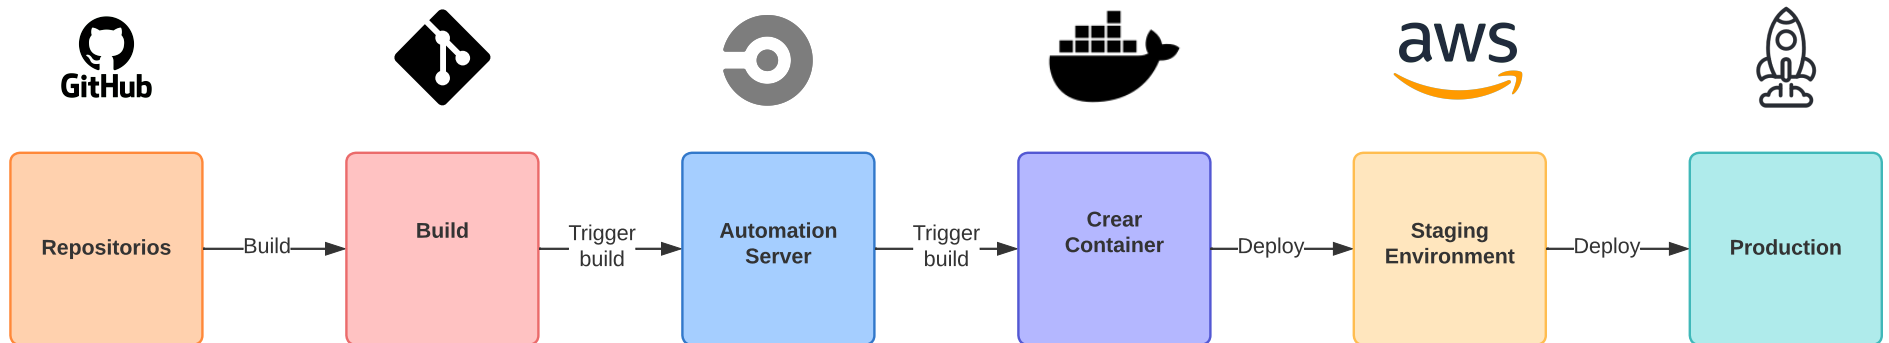 GitHub
aws
Repositorios
Build
Build
Trigger
build
Automation
Server
Trigger
build
Crear
Container
Deploy
Staging
Environment
Deploy
Production